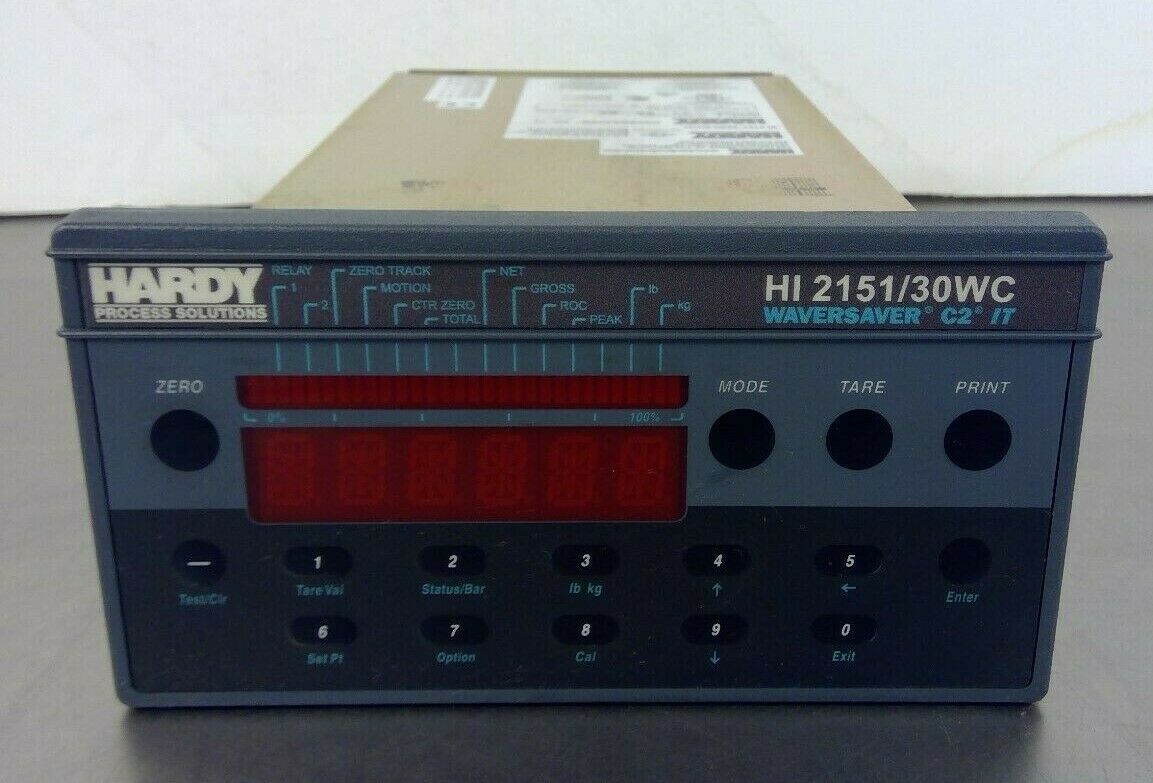 HARDY
PROCESS SOLUTIONS
RELAY
1
2
ZERO TRACK
MOTION
CTR ZERO
TOTAL
NET
GROSS
ROC
PEAK
lb
kg
HI 2151/30WC
WAVERSAVER® C2® IT
ZERO
MODE TARE PRINT
0% 100%
— 1 2 3 4 5
Test/Clr Tare Val Status/Bar lb kg ↑ ← Enter
6 7 8 9 0
Set Pt Option Cal ↓ Exit